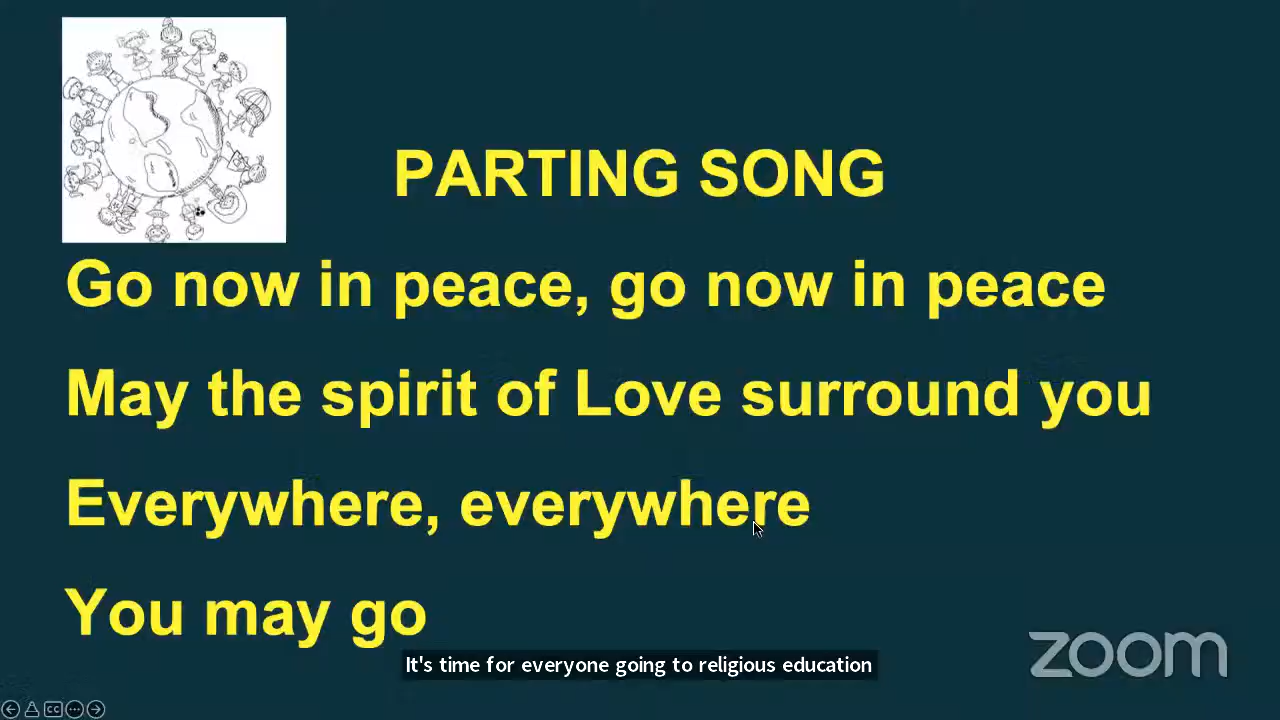 PARTING SONG
Go now in peace, go now in peace
May the spirit of Love surround you
Everywhere, everywhere
You may go
It's time for everyone going to religious education
zoom
CC